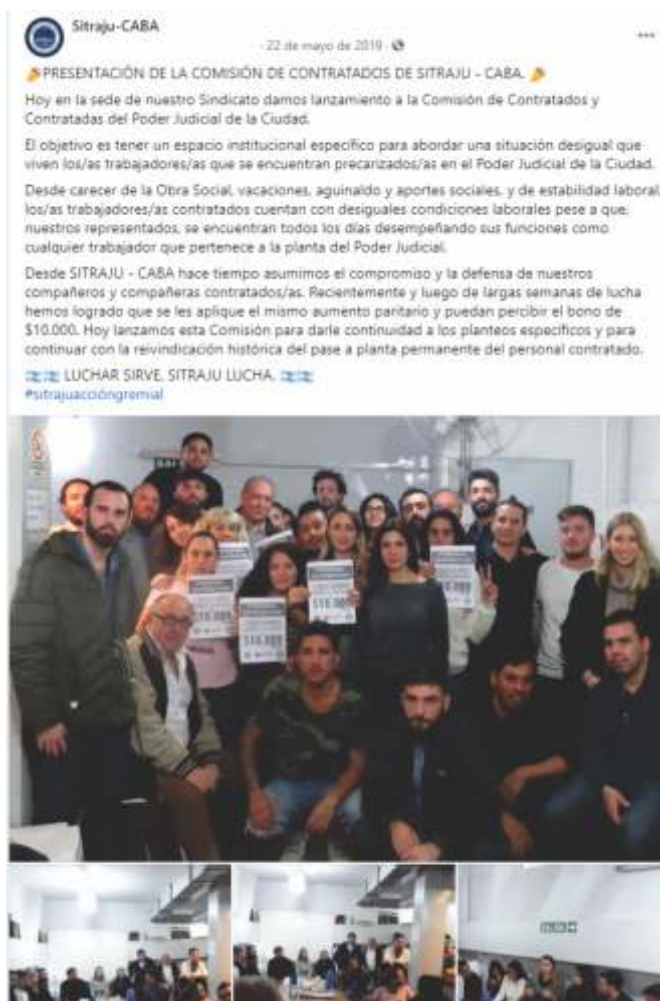 Sitraju-CABA
22 de mayo de 2019
PRESENTACIÓN DE LA COMISIÓN DE CONTRATADOS DE SITRAJU - CABA.
Hoy en la sede de nuestro Sindicato damos lanzamiento a la Comisión de Contratados y
Contratadas del Poder Judicial de la Ciudad.
El objetivo es tener un espacio institucional específico para abordar una situación desigual que
viven los/as trabajadores/as que se encuentran precarizados/as en el Poder Judicial de la Ciudad.
Desde carecer de la Obra Social, vacaciones, aguinaldo y aportes sociales, y de estabilidad laboral,
los/as trabajadores/as contratados cuentan con desiguales condiciones laborales pese a que,
nuestros representados, se encuentran todos los días desempeñando sus funciones como
cualquier trabajador que pertenece a la planta del Poder Judicial.
Desde SITRAJU - CABA hace tiempo asumimos el compromiso y la defensa de nuestros
compañeros y compañeras contratados/as. Recientemente y luego de largas semanas de lucha
hemos logrado que se les aplique el mismo aumento paritario y puedan percibir el bono de
$10.000. Hoy lanzamos esta Comisión para darle continuidad a los planteos específicos y para
continuar con la reivindicación histórica del pase a planta permanente del personal contratado.
LUCHAR SIRVE, SITRAJU LUCHA.
#sitrajuaccióngremial
$10.000
$10.000
$10.000